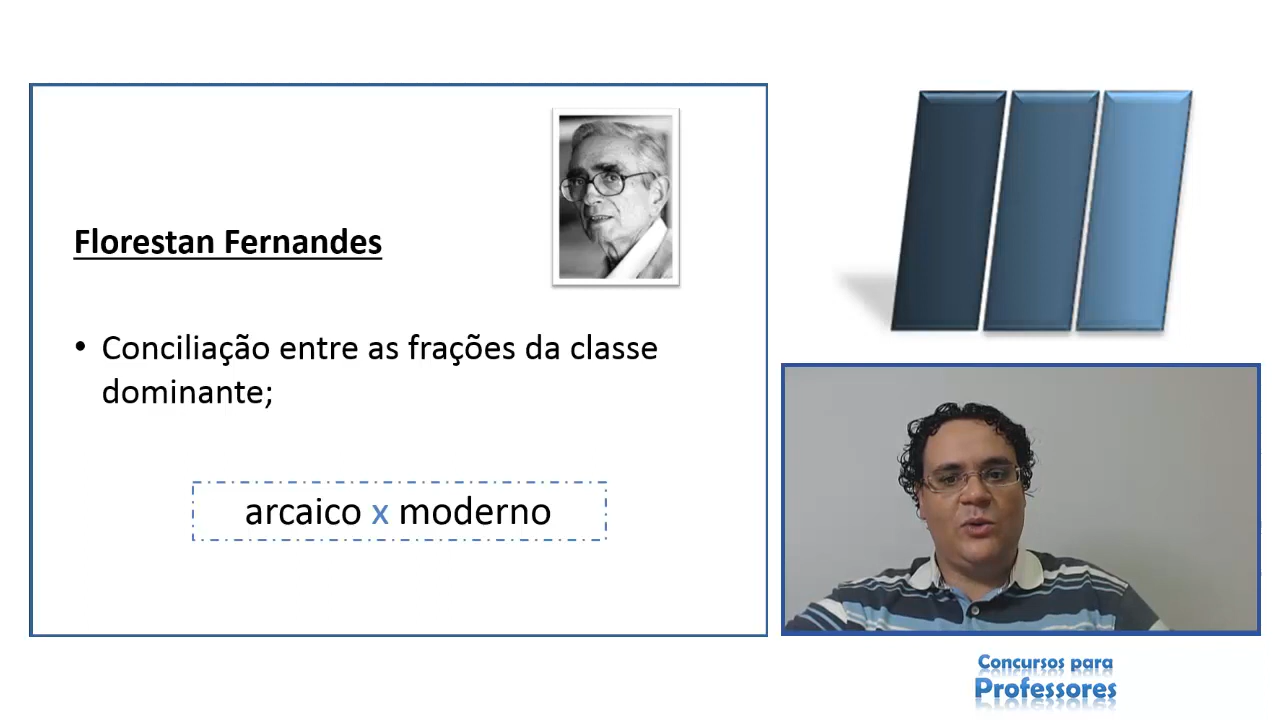 Florestan Fernandes
• Conciliação entre as frações da classe
dominante;
arcaico x moderno
Concursos para
Professores